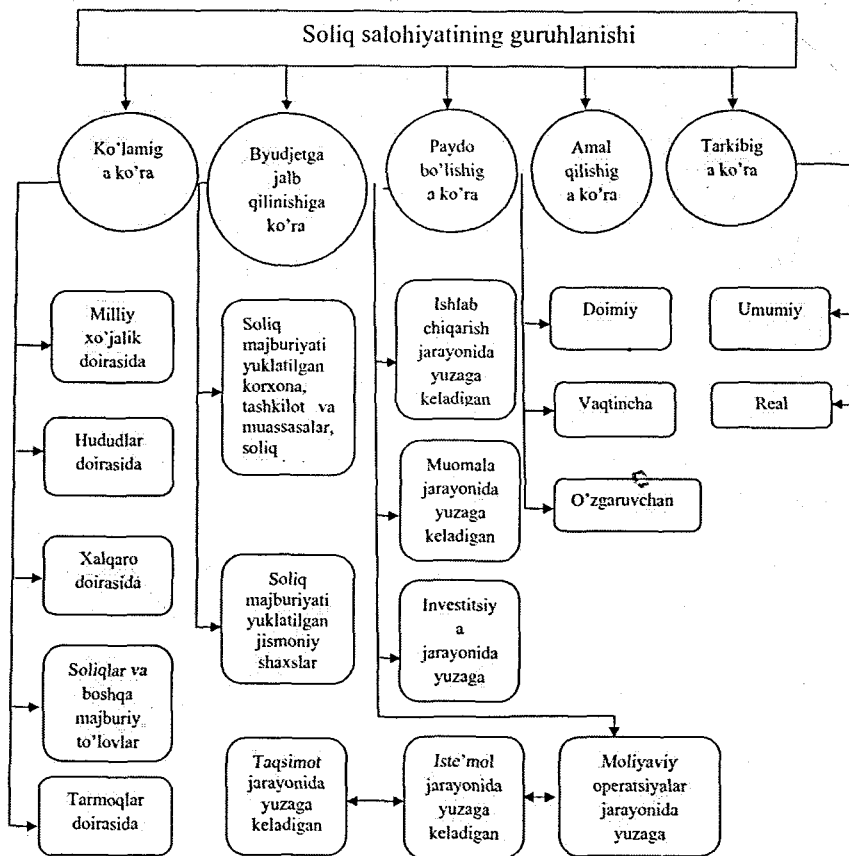 Soliq salohiyatining guruhlanishi
Ko'lamig
a ko'ra
Byudjetga
jalb
qilinishiga
ko'ra
Paydo
bo'lishig
a ko'ra
Amal
qilishig
a ko'ra
Tarkibig
a ko'ra
Milliy
xo'jalik
doirasida
Hududlar
doirasida
Xalqaro
doirasida
Soliqlar va
boshqa
majburiy
to'lovlar
Tarmoqlar
doirasida
Soliq
majburiyati
yuklatilgan
korxona,
tashkilot va
muassasalar,
soliq
Soliq
majburiyati
yuklatilgan
jismoniy
shaxslar
Ishlab
chiqarish
jarayonida
yuzaga
keladigan
Muomala
jarayonida
yuzaga
keladigan
Investitsiy
a
jarayonida
yuzaga
Doimiy
Vaqtincha
O'zgaruvchan
Umumiy
Real
Taqsimot
jarayonida
yuzaga
keladigan
Iste'mol
jarayonida
yuzaga
keladigan
Moliyaviy
operatsiyalar
jarayonida
yuzaga